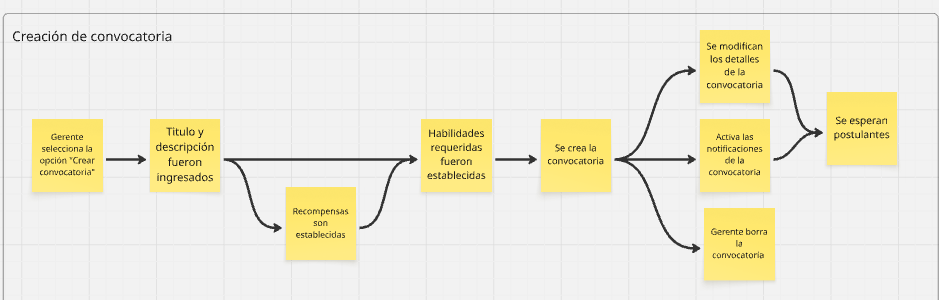 Creación de convocatoria
Gerente
selecciona la
opción "Crear
convocatoria"
Titulo y
descripción
fueron
ingresados
Recompensas
son
establecidas
Habilidades
requeridas
fueron
establecidas
Se crea la
convocatoria
Se modifican
los detalles
de la
convocatoria
Activa las
notificaciones
de la
convocatoria
Gerente borra
la
convocatoria
Se esperan
postulantes